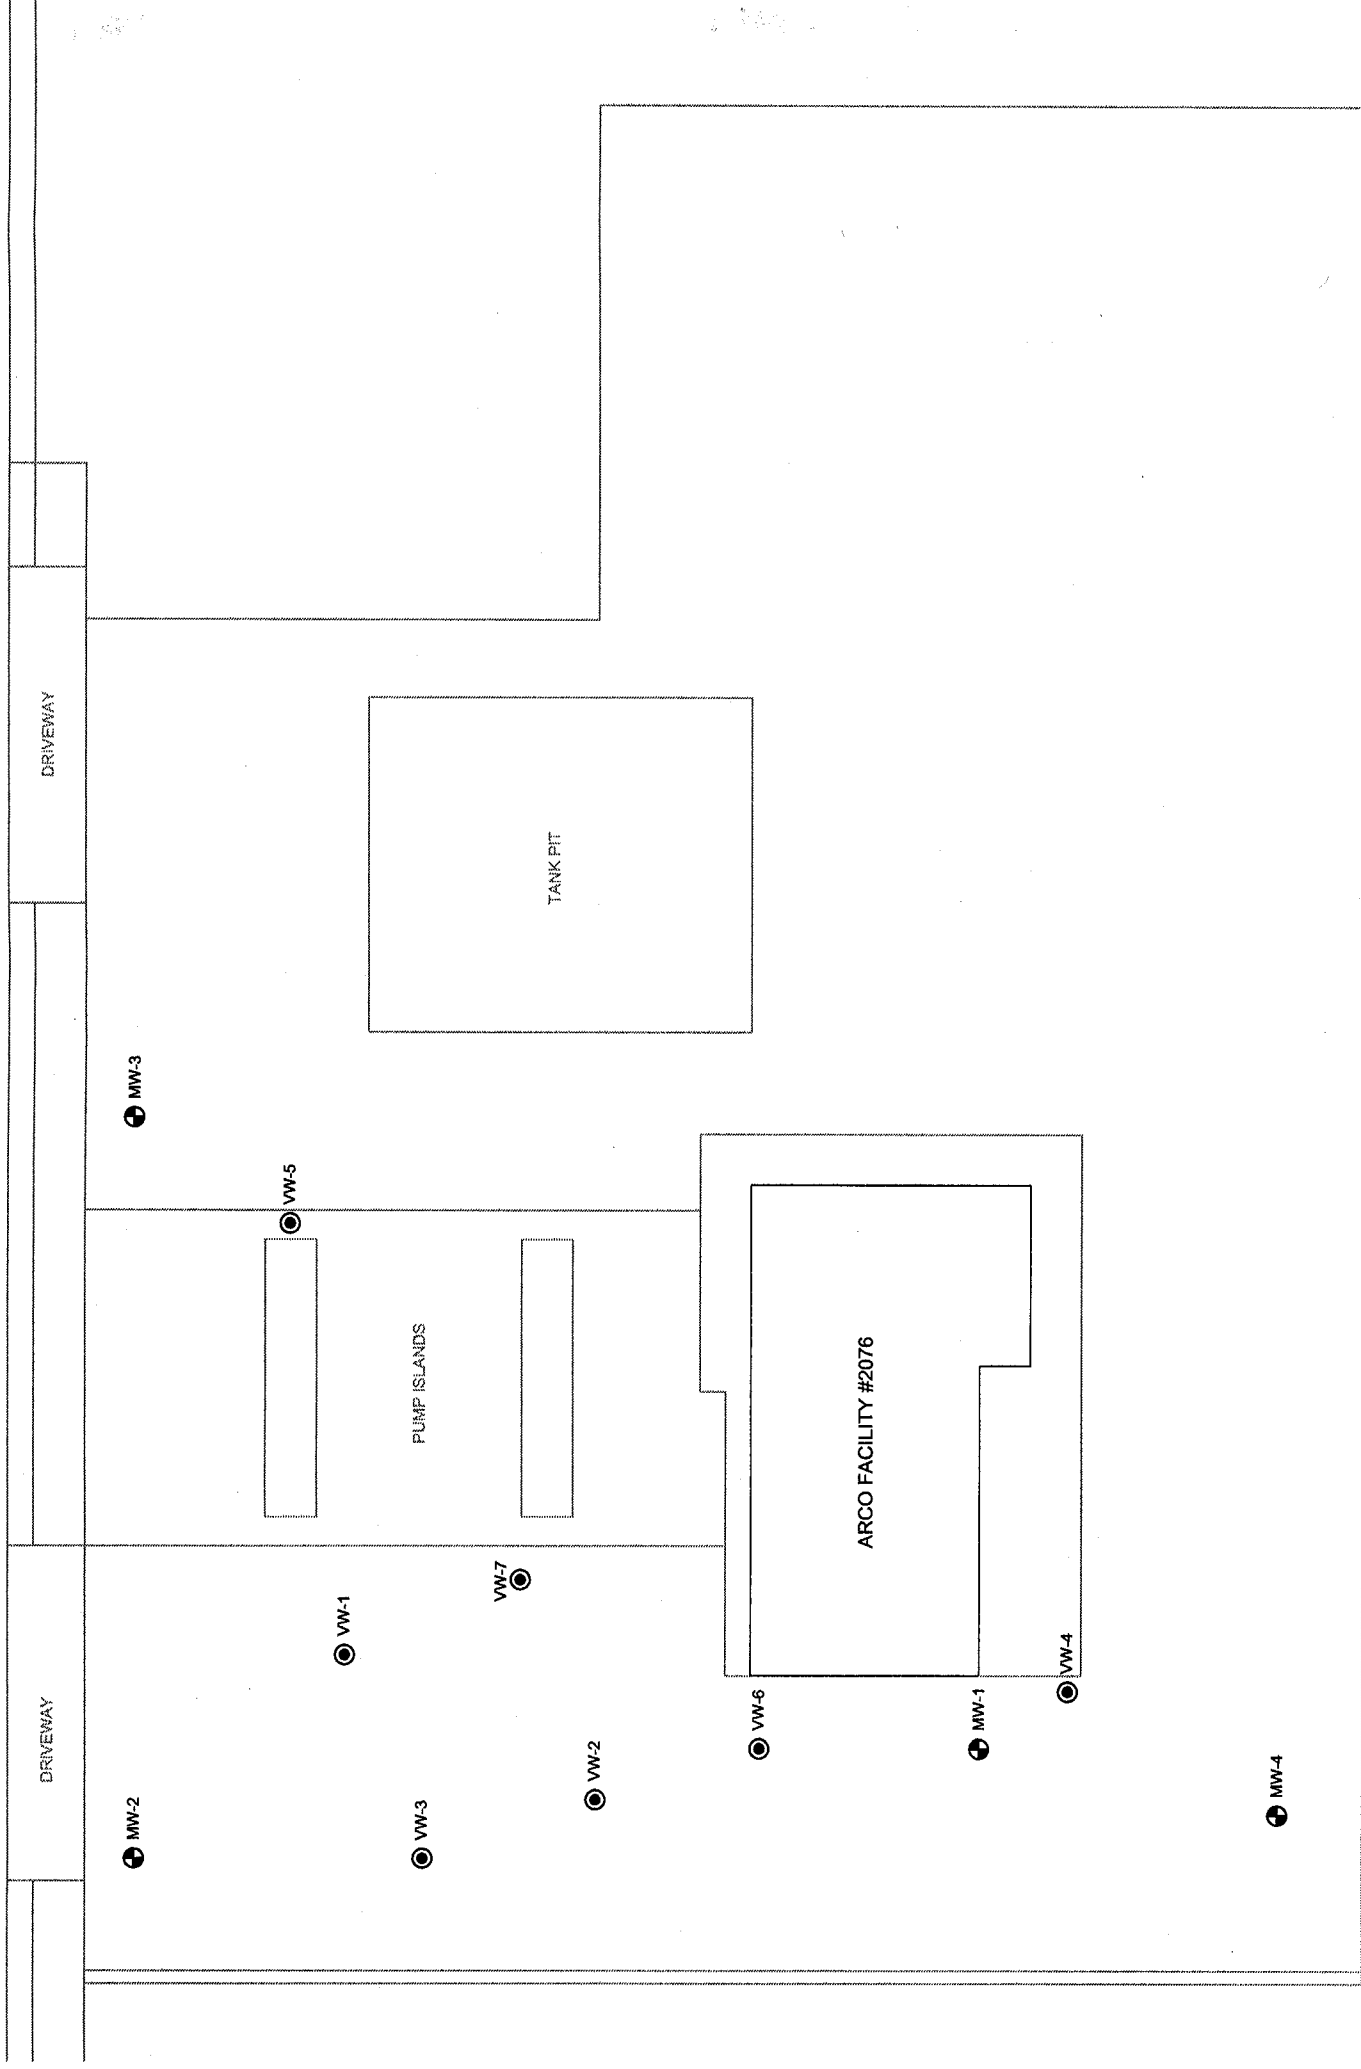 DRIVEWAY
TANK PIT
MW-3
VW-5
PUMP ISLANDS
ARCO FACILITY #2076
VW-7
VW-1
DRIVEWAY
VW-4
VW-6
MW-1
VW-2
MW-4
MW-2
VW-3